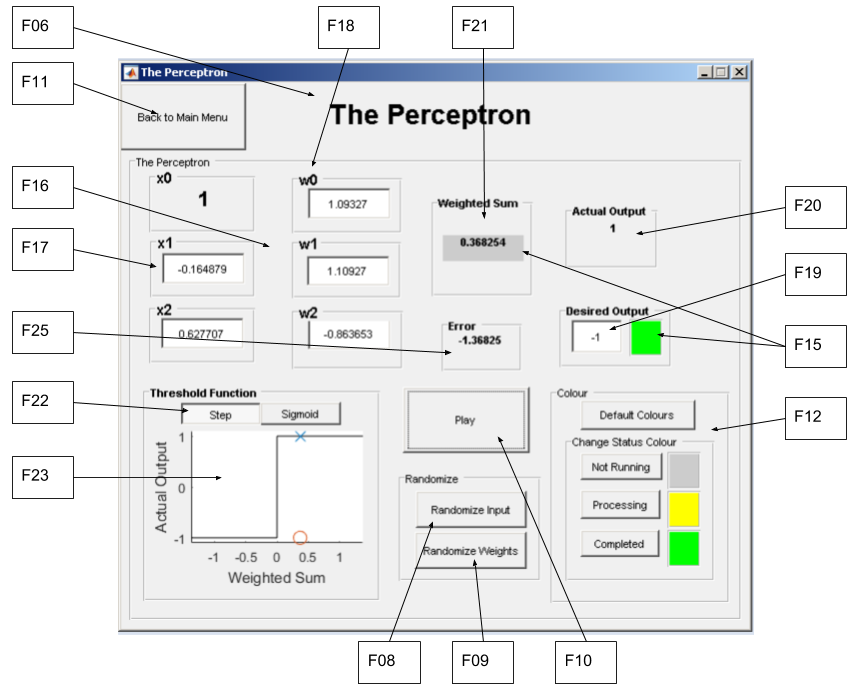 F06
F18
F21
The Perceptron
F11
Back to Main Menu
The Perceptron
The Perceptron
F16
x0
1
w0
1.09327
Weighted Sum
0.368254
Actual Output
1
F20
F17
x1
-0.164879
w1
1.10927
F19
F25
x2
0.627707
w2
-0.863653
Error
-1.36825
Desired Output
-1
F15
F22
Threshold Function
Step
Sigmoid
Play
Colour
Default Colours
F12
F23
Actual Output
1
0
-1
-1
-0.5
0
0.5
1
Weighted Sum
Randomize
Randomize Input
Randomize Weights
Change Status Colour
Not Running
Processing
Completed
F08
F09
F10